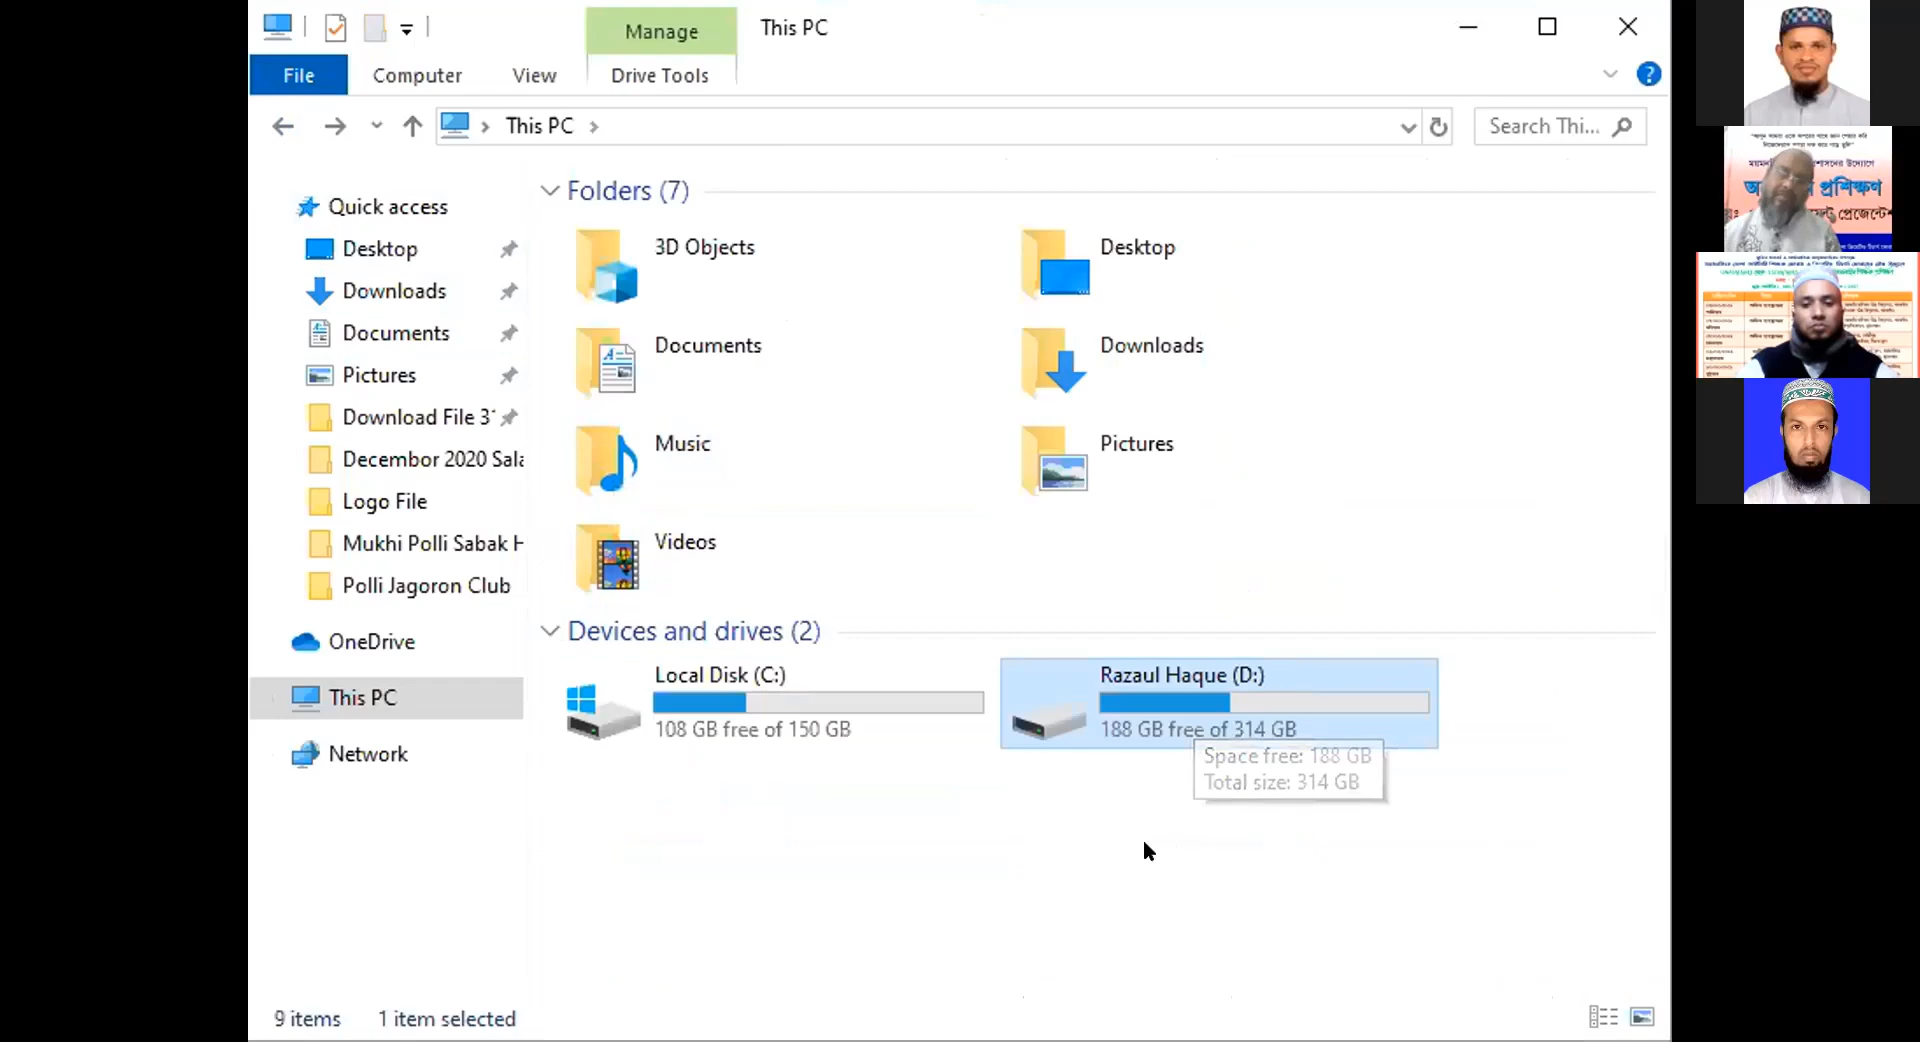 Manage
This PC
File
Computer
View
Drive Tools
This PC
Search Thi...
Quick access
Desktop
Downloads
Documents
Pictures
Download File 3
Decembor 2020 Sala
Logo File
Mukhi Polli Sabak H
Polli Jagoron Club
OneDrive
This PC
Network
Folders (7)
3D Objects
Desktop
Documents
Downloads
Music
Pictures
Videos
Devices and drives (2)
Local Disk (C:)
108 GB free of 150 GB
Razaul Haque (D:)
188 GB free of 314 GB
Space free: 188 GB
Total size: 314 GB
9 items
1 item selected
উদ্যোগে
প্রশিক্ষণ